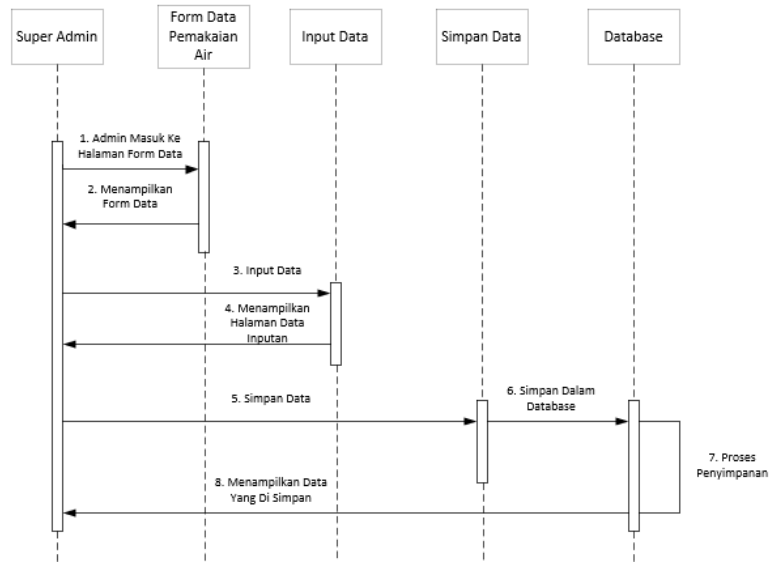 Super Admin
Form Data
Pemakaian
Air
Input Data
Simpan Data
Database
1. Admin Masuk Ke
Halaman Form Data
2. Menampilkan
Form Data
3. Input Data
4. Menampilkan
Halaman Data
Inputan
5. Simpan Data
6. Simpan Dalam
Database
7. Proses
Penyimpanan
8. Menampilkan Data
Yang Di Simpan